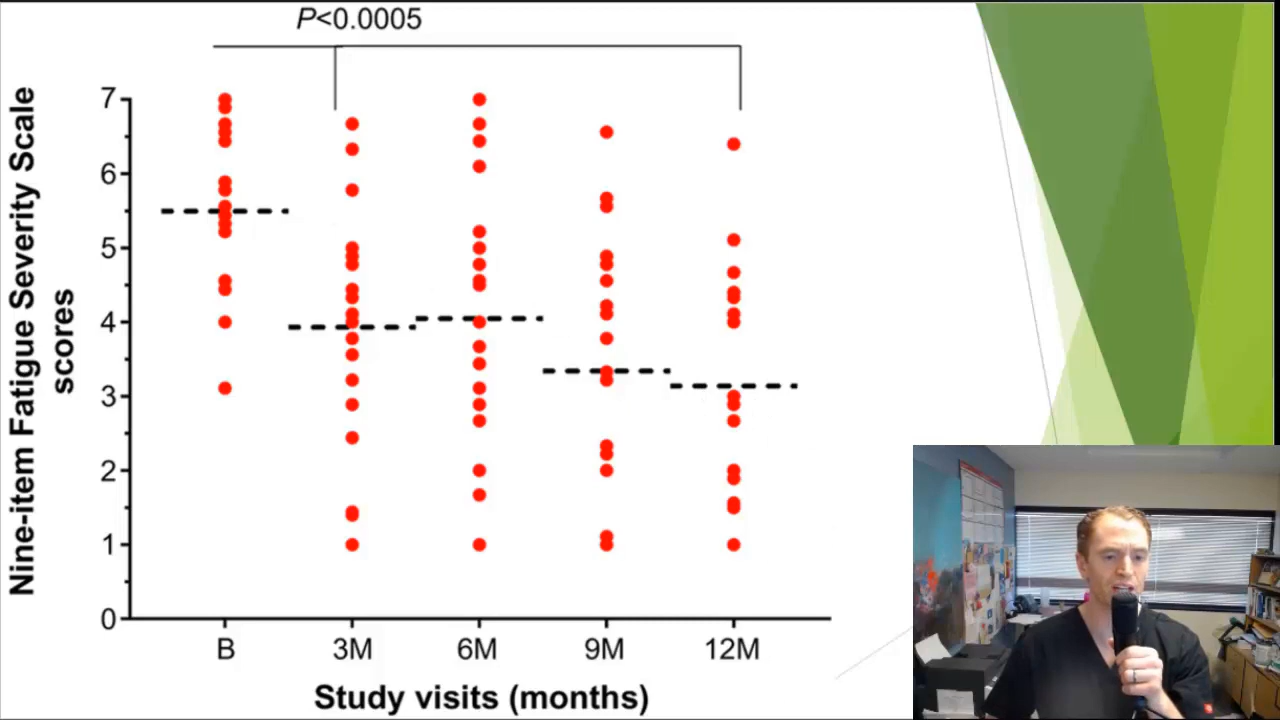 P<0.0005
Nine-item Fatigue Severity Scale
scores
7
6
5
4
3
2
1
0
B
3M
6M
9M
12M
Study visits (months)